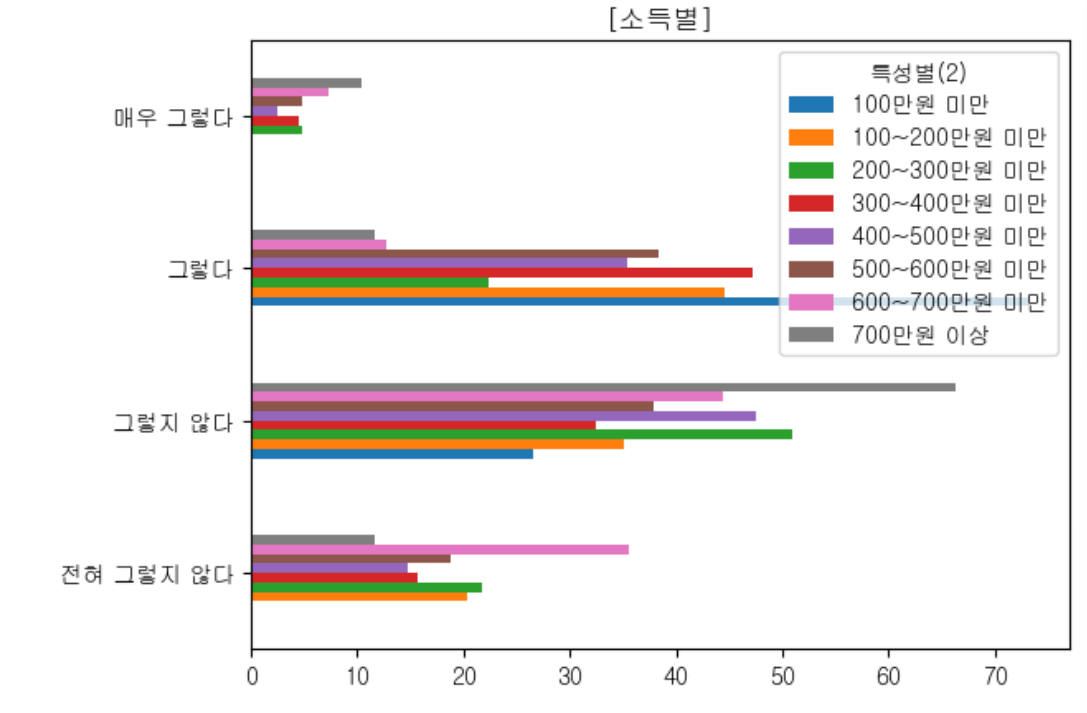 [소득별]
특성별(2)
100만원 미만
100~200만원 미만
200~300만원 미만
300~400만원 미만
400~500만원 미만
500~600만원 미만
600~700만원 미만
700만원 이상
매우 그렇다
그렇다
그렇지 않다
전혀 그렇지 않다
0 10 20 30 40 50 60 70